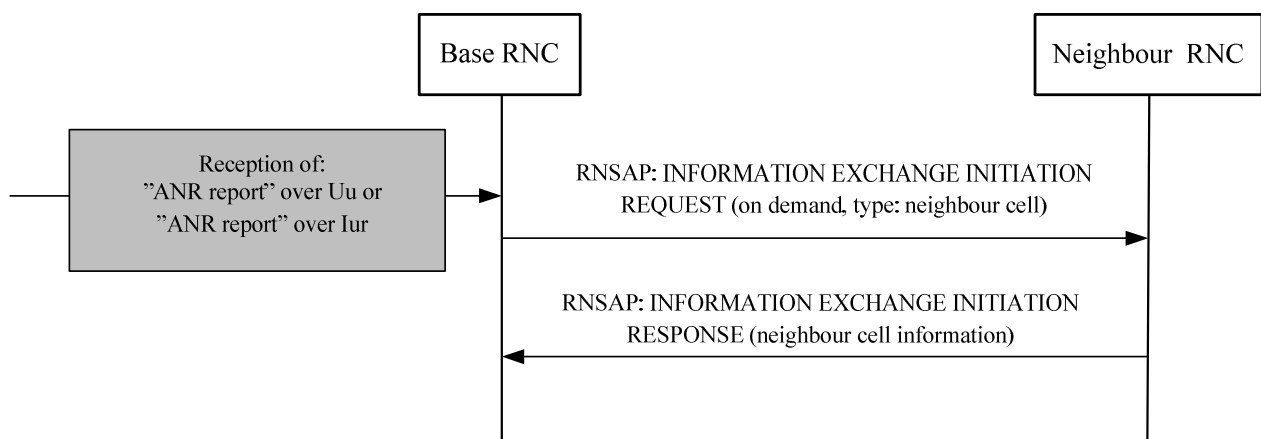 Base RNC
Neighbour RNC
Reception of:
”ANR report” over Uu or
”ANR report” over Iur
RNSAP: INFORMATION EXCHANGE INITIATION
REQUEST (on demand, type: neighbour cell)
RNSAP: INFORMATION EXCHANGE INITIATION
RESPONSE (neighbour cell information)